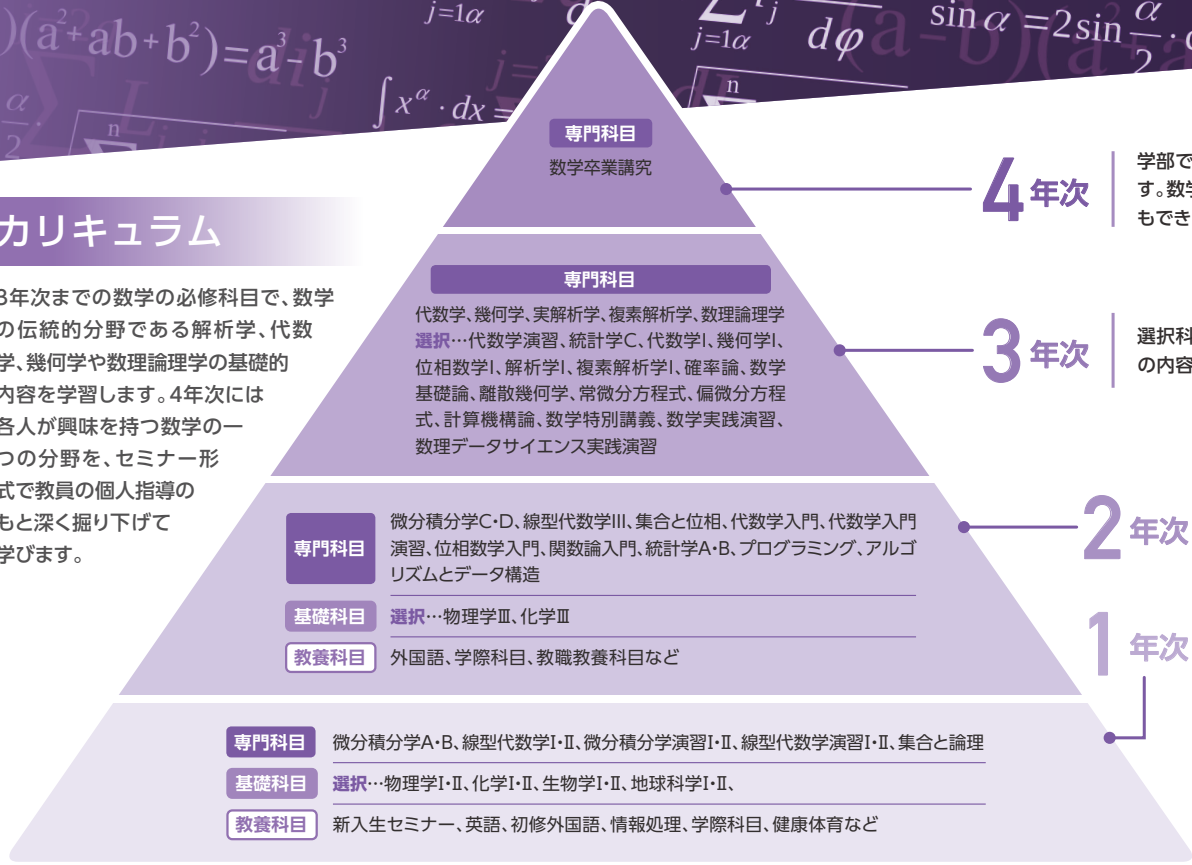 )(a²+ab+b²)=a³-b³
∫x^α・dx =
j=1α
j=1α
dφ
sin α =2sin α/2・
カリキュラム
3年次までの数学の必修科目で、数学
の伝統的分野である解析学、代数
学、幾何学や数理論理学の基礎的
内容を学習します。4年次には
各人が興味を持つ数学の一
つの分野を、セミナー形
式で教員の個人指導の
もと深く掘り下げて
学びます。
専門科目
数学卒業講究
4年次
学部で
す。数学
もでき
専門科目
代数学、幾何学、実解析学、複素解析学、数理論理学
選択…代数学演習、統計学C、代数学I、幾何学I、
位相数学I、解析学I、複素解析学I、確率論、数学
基礎論、離散幾何学、常微分方程式、偏微分方程
式、計算機構論、数学特別講義、数学実践演習、
数理データサイエンス実践演習
3年次
選択科
の内容
専門科目
微分積分学C・D、線型代数学III、集合と位相、代数学入門、代数学入門
演習、位相数学入門、関数論入門、統計学A・B、プログラミング、アルゴ
リズムとデータ構造
基礎科目 選択…物理学Ⅲ、化学Ⅲ
教養科目 外国語、学際科目、教職教養科目など
2年次
1年次
専門科目 微分積分学A・B、線型代数学I・II、微分積分学演習I・II、線型代数学演習I・II、集合と論理
基礎科目 選択…物理学I・II、化学I・II、生物学I・II、地球科学I・II、
教養科目 新入生セミナー、英語、初修外国語、情報処理、学際科目、健康体育など